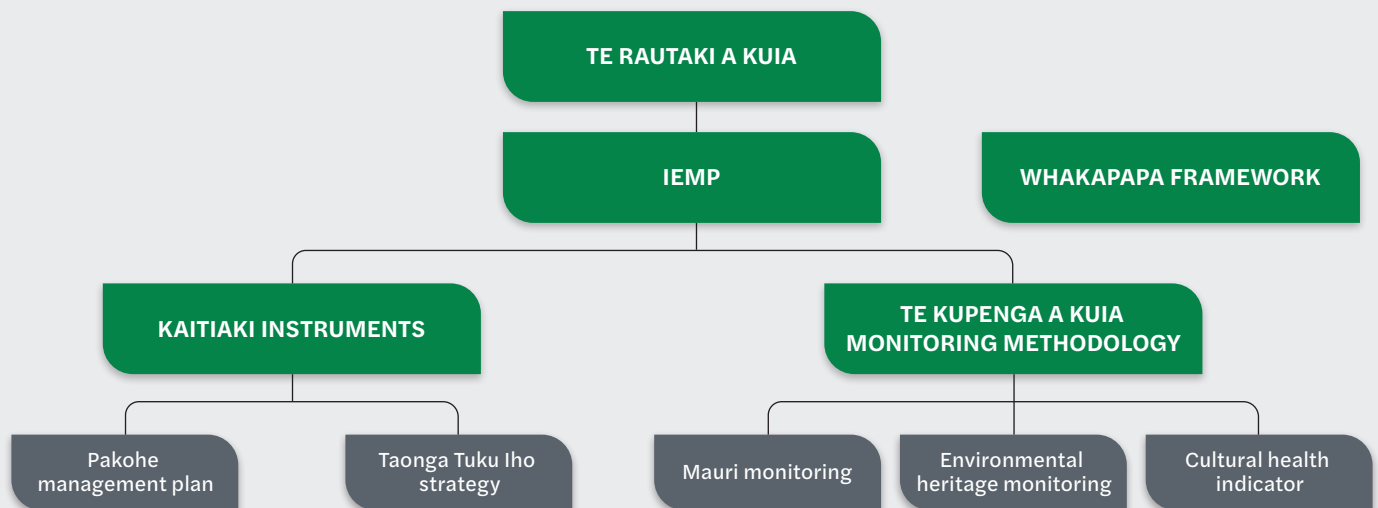 TE RAUTAKI A KUIA
IEMP
WHAKAPAPA FRAMEWORK
KAITIAKI INSTRUMENTS
TE KUPENGA A KUIA
MONITORING METHODOLOGY
Pakohe
management plan
Taonga Tuku Iho
strategy
Mauri monitoring
Environmental
heritage monitoring
Cultural health
indicator